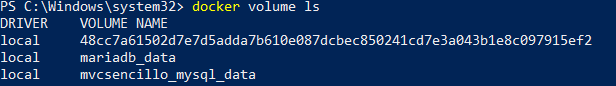 PS C:\Windows\system32> docker volume ls
DRIVER    VOLUME NAME
local     48cc7a61502d7e7d5adda7b610e087dcbec850241cd7e3a043b1e8c097915ef2
local     mariadb_data
local     mvcsencillo_mysql_data